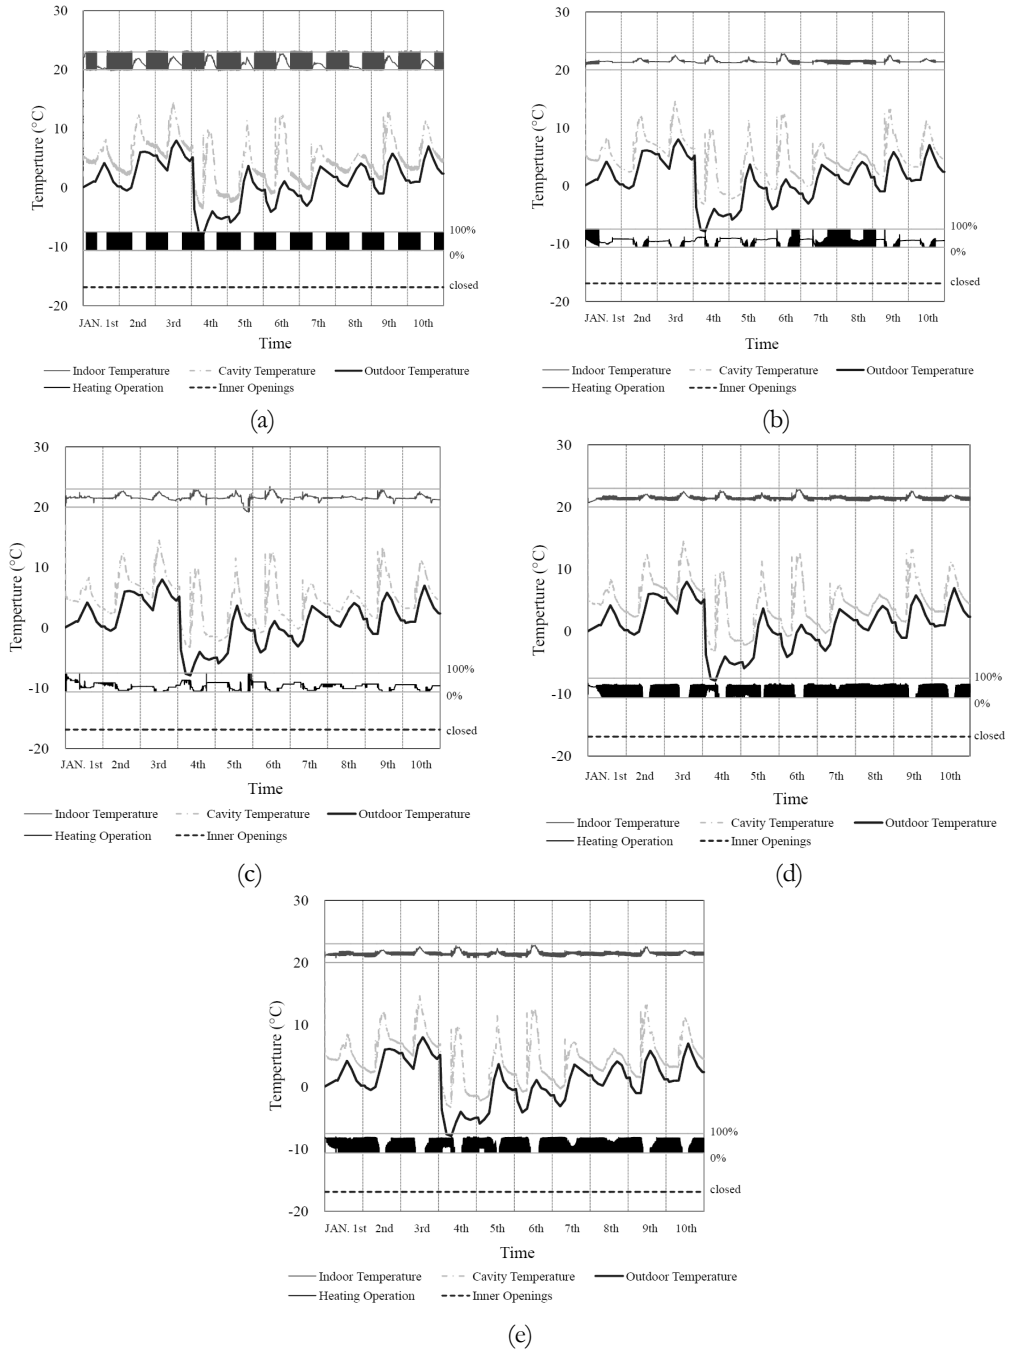 30
20
10
0
-10
-20
Temperture (°C)
100%
0%
closed
JAN. 1st 2nd 3rd 4th 5th 6th 7th 8th 9th 10th
Time
Indoor Temperature Cavity Temperature Outdoor Temperature
Heating Operation Inner Openings
(a)
30
20
10
0
-10
-20
Temperture (°C)
100%
0%
closed
JAN. 1st 2nd 3rd 4th 5th 6th 7th 8th 9th 10th
Time
Indoor Temperature Cavity Temperature Outdoor Temperature
Heating Operation Inner Openings
(b)
30
20
10
0
-10
-20
Temperture (°C)
100%
0%
closed
JAN. 1st 2nd 3rd 4th 5th 6th 7th 8th 9th 10th
Time
Indoor Temperature Cavity Temperature Outdoor Temperature
Heating Operation Inner Openings
(c)
30
20
10
0
-10
-20
Temperture (°C)
100%
0%
closed
JAN. 1st 2nd 3rd 4th 5th 6th 7th 8th 9th 10th
Time
Indoor Temperature Cavity Temperature Outdoor Temperature
Heating Operation Inner Openings
(d)
30
20
10
0
-10
-20
Temperture (°C)
100%
0%
closed
JAN. 1st 2nd 3rd 4th 5th 6th 7th 8th 9th 10th
Time
Indoor Temperature Cavity Temperature Outdoor Temperature
Heating Operation Inner Openings
(e)